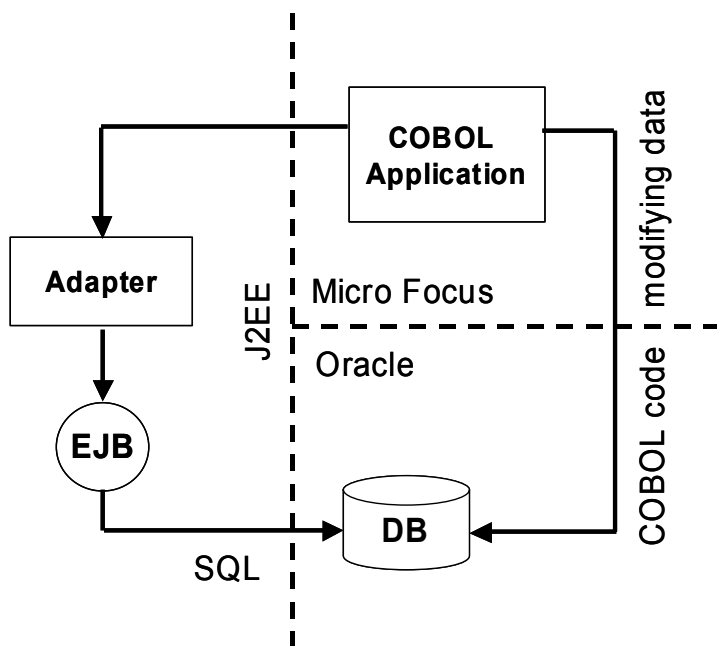 COBOL
Application
modifying data
Adapter
J2EE
Micro Focus
Oracle
COBOL code
EJB
DB
SQL